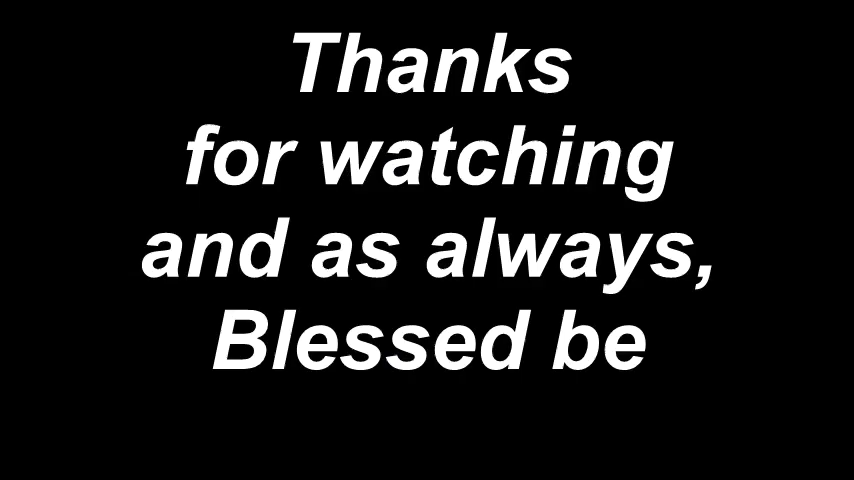 Thanks
for watching
and as always,
Blessed be